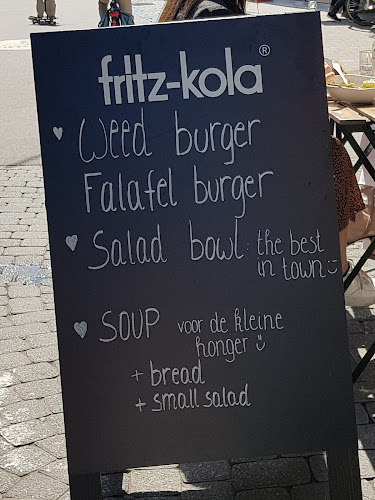 fritz-kola®
Weed burger
Falafel burger
Salad bowl: the best
in town
SOUP voor de kleine
honger
+ bread
+ small salad